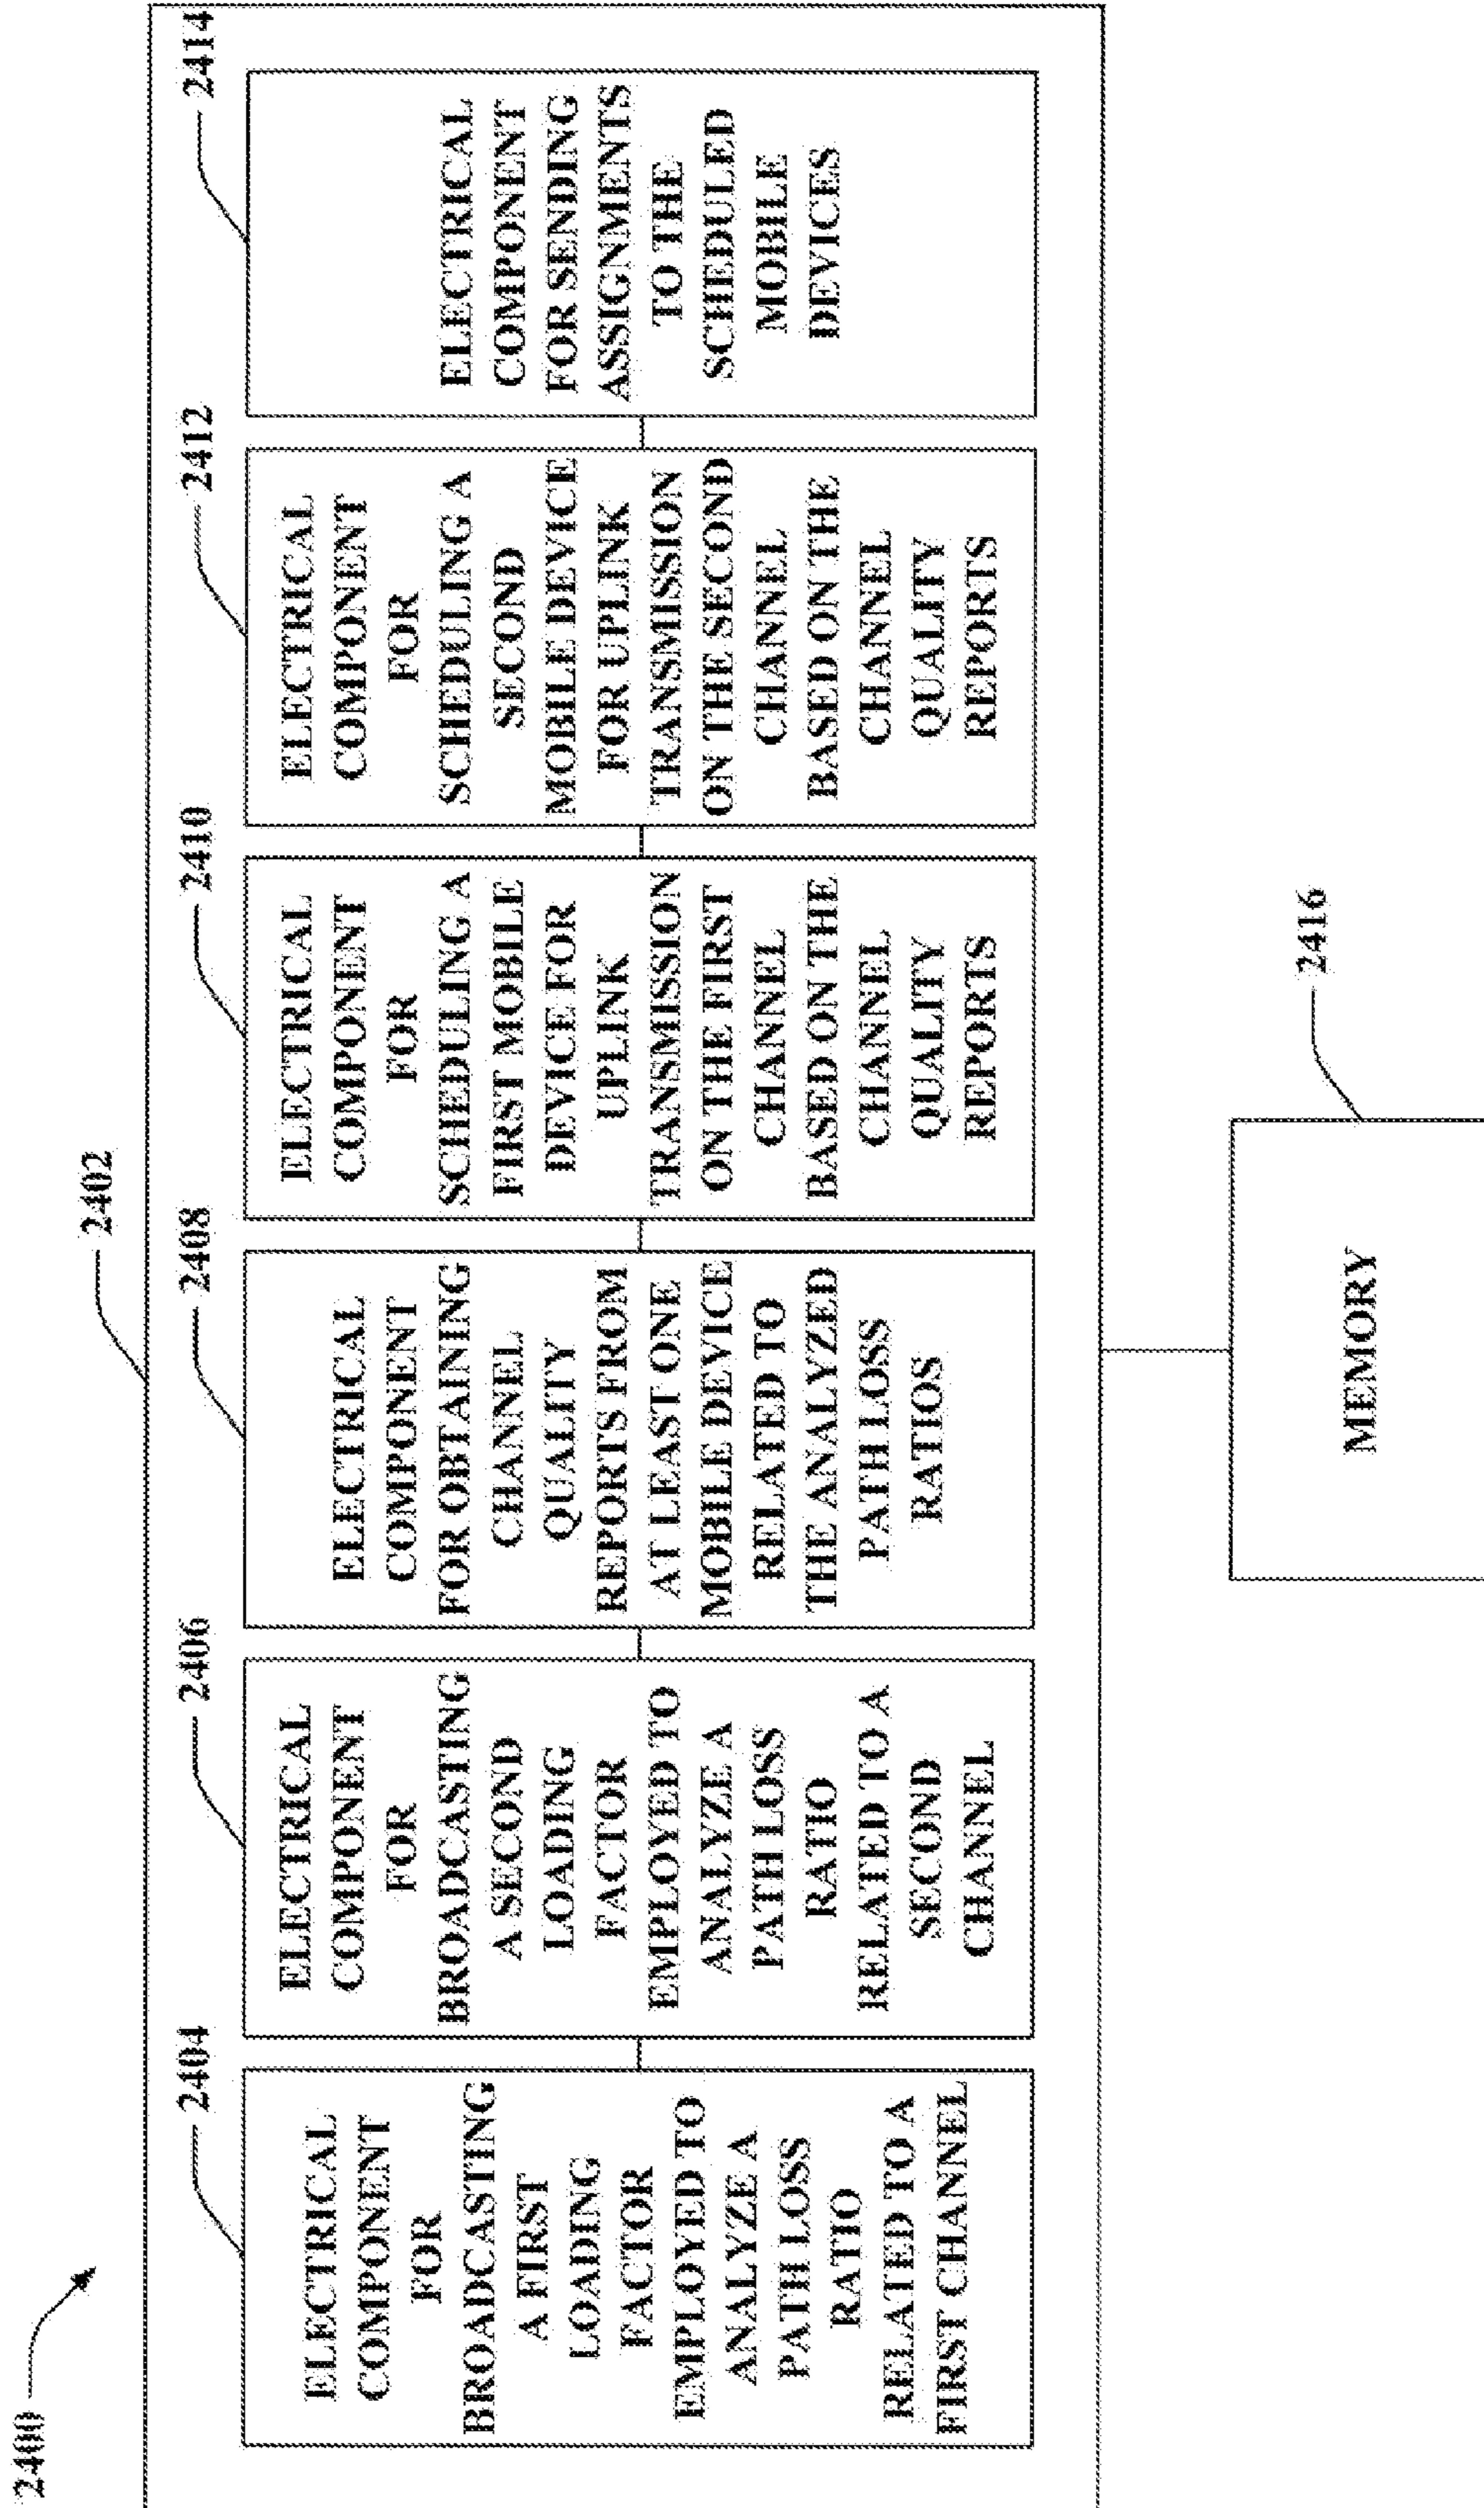 2400
2402
2404
ELECTRICAL
COMPONENT
FOR
BROADCASTING
A FIRST
LOADING
FACTOR
EMPLOYED TO
ANALYZE A
PATH LOSS
RATIO
RELATED TO A
FIRST CHANNEL
2406
ELECTRICAL
COMPONENT
FOR
BROADCASTING
A SECOND
LOADING
FACTOR
EMPLOYED TO
ANALYZE A
PATH LOSS
RATIO
RELATED TO A
SECOND
CHANNEL
2408
ELECTRICAL
COMPONENT
FOR OBTAINING
CHANNEL
QUALITY
REPORTS FROM
AT LEAST ONE
MOBILE DEVICE
RELATED TO
THE ANALYZED
PATH LOSS
RATIOS
2410
ELECTRICAL
COMPONENT
FOR
SCHEDULING A
FIRST MOBILE
DEVICE FOR
UPLINK
TRANSMISSION
ON THE FIRST
CHANNEL
BASED ON THE
CHANNEL
QUALITY
REPORTS
2412
ELECTRICAL
COMPONENT
FOR
SCHEDULING A
SECOND
MOBILE DEVICE
FOR UPLINK
TRANSMISSION
ON THE SECOND
CHANNEL
BASED ON THE
CHANNEL
QUALITY
REPORTS
2414
ELECTRICAL
COMPONENT
FOR SENDING
ASSIGNMENTS
TO THE
SCHEDULED
MOBILE
DEVICES
2416
MEMORY